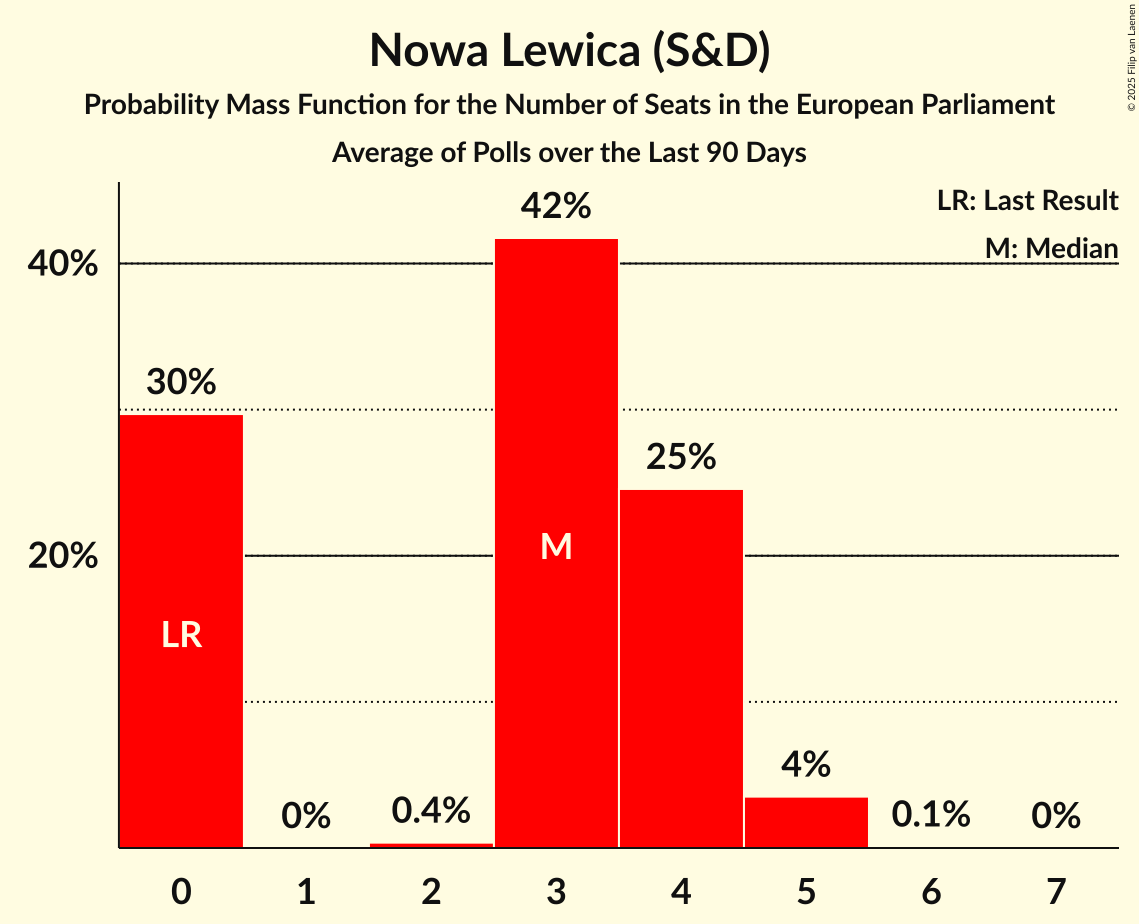 Nowa Lewica (S&D)
Probability Mass Function for the Number of Seats in the European Parliament
Average of Polls over the Last 90 Days
© 2025 Filip van Laenen
LR: Last Result
M: Median
40%
20%
30%
0%
0.4%
42%
25%
4%
0.1%
0%
LR
M
0 1 2 3 4 5 6 7